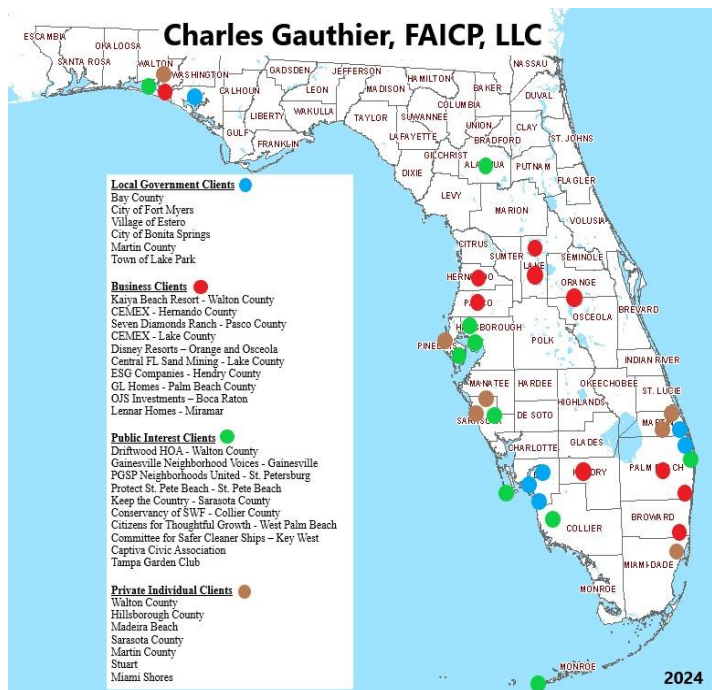 Charles Gauthier, FAICP, LLC
ESCAMBIA
OKALOOSA
SANTA ROSA
WALTON
WASHINGTON
GADSDEN
JEFFERSON
HAMILTON
NASSAU
CALHOUN
LEON
MADISON
BAKER
DUVAL
COLUMBIA
SUWANNEE
LIBERTY
WAKULLA
TAYLOR
UNION
CLAY
GULF
LAFAYETTE
BRADFORD
ST. JOHNS
FRANKLIN
GILCHRIST
DIXIE
PUTNAM
FLAGLER
LEVY
MARION
VOLUSIA
CITRUS
SUMTER
LAKE
SEMINOLE
HERNANDO
ORANGE
BREVARD
OSCEOLA
POLK
INDIAN RIVER
MANATEE
HARDEE
OKEECHOBEE
ST. LUCIE
HIGHLANDS
DE SOTO
MARTIN
CHARLOTTE
GLADES
COLLIER
BROWARD
MIAMI-DADE
MONROE
MONROE
Local Government Clients
Bay County
City of Fort Myers
Village of Estero
City of Bonita Springs
Martin County
Town of Lake Park
Business Clients
Kaiya Beach Resort - Walton County
CEMEX - Hernando County
Seven Diamonds Ranch - Pasco County
CEMEX - Lake County
Disney Resorts – Orange and Osceola
Central FL Sand Mining - Lake County
ESG Companies - Hendry County
GL Homes - Palm Beach County
OJS Investments – Boca Raton
Lennar Homes - Miramar
Public Interest Clients
Driftwood HOA - Walton County
Gainesville Neighborhood Voices - Gainesville
PGSP Neighborhoods United - St. Petersburg
Protect St. Pete Beach - St. Pete Beach
Keep the Country - Sarasota County
Conservancy of SWF - Collier County
Citizens for Thoughtful Growth - West Palm Beach
Committee for Safer Cleaner Ships – Key West
Captiva Civic Association
Tampa Garden Club
Private Individual Clients
Walton County
Hillsborough County
Madeira Beach
Sarasota County
Martin County
Stuart
Miami Shores
2024